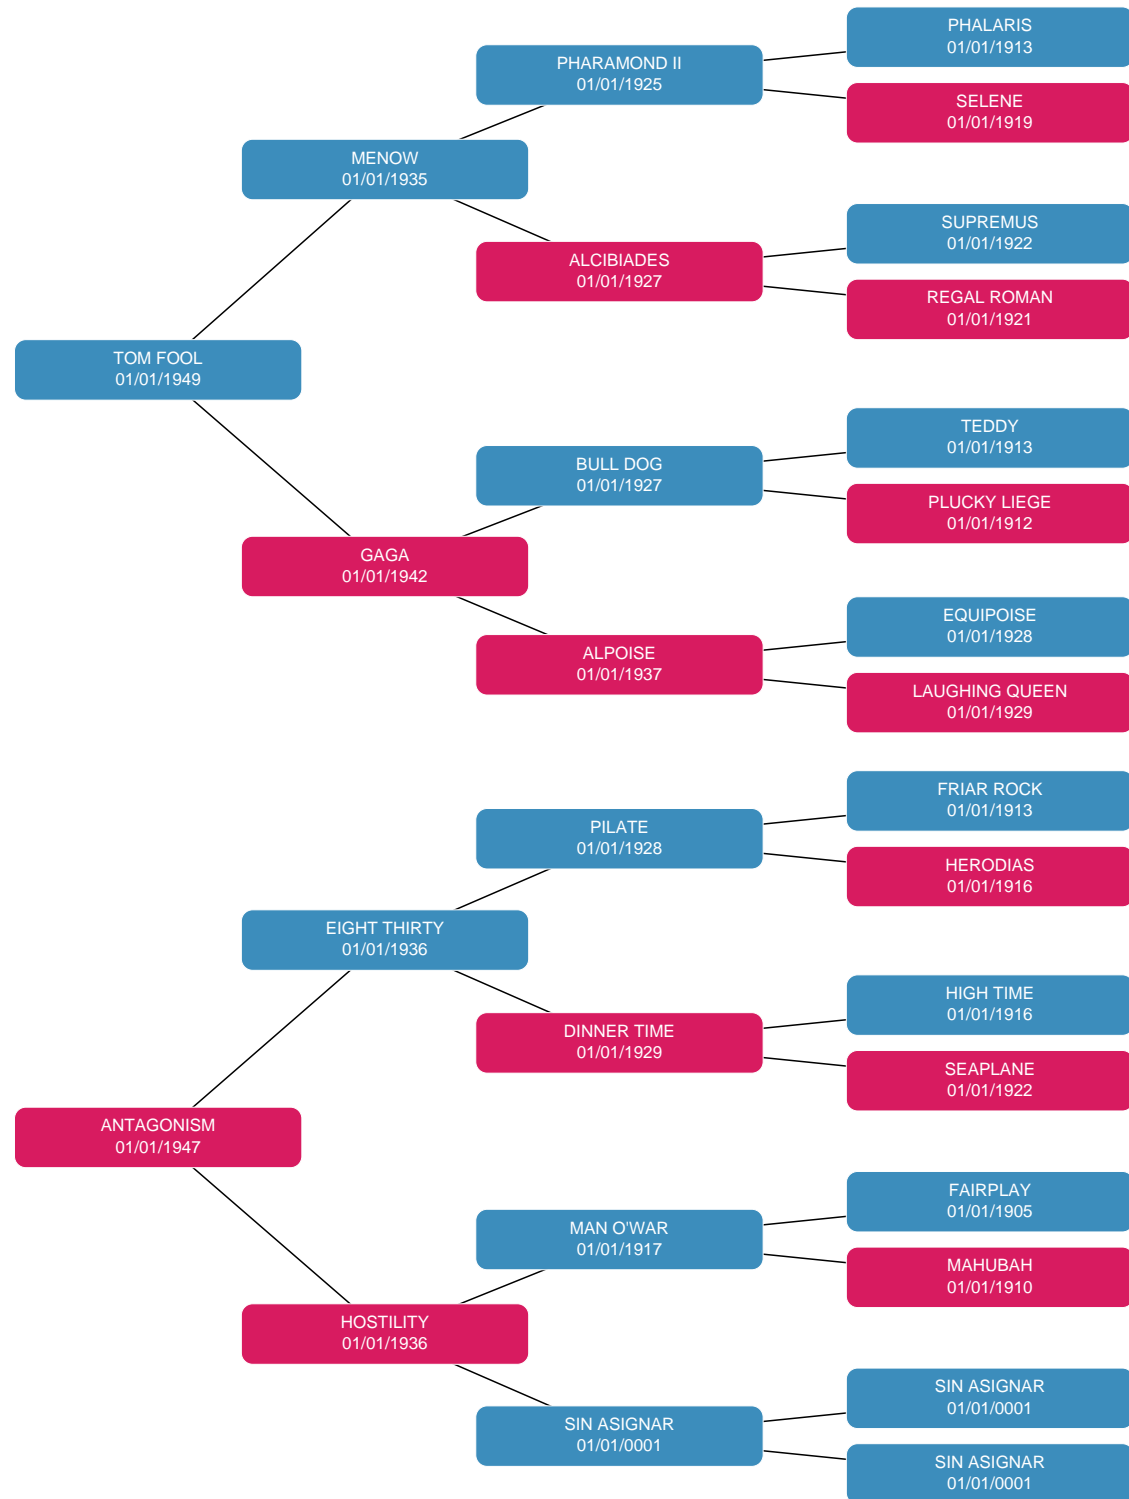 PHALARIS
01/01/1913
PHARAMOND II
01/01/1925
SELENE
01/01/1919
MENOW
01/01/1935
SUPREMUS
01/01/1922
ALCIBIADES
01/01/1927
REGAL ROMAN
01/01/1921
TOM FOOL
01/01/1949
TEDDY
01/01/1913
BULL DOG
01/01/1927
PLUCKY LIEGE
01/01/1912
GAGA
01/01/1942
EQUIPOISE
01/01/1928
ALPOISE
01/01/1937
LAUGHING QUEEN
01/01/1929
FRIAR ROCK
01/01/1913
PILATE
01/01/1928
HERODIAS
01/01/1916
EIGHT THIRTY
01/01/1936
HIGH TIME
01/01/1916
DINNER TIME
01/01/1929
SEAPLANE
01/01/1922
ANTAGONISM
01/01/1947
FAIRPLAY
01/01/1905
MAN O'WAR
01/01/1917
MAHUBAH
01/01/1910
HOSTILITY
01/01/1936
SIN ASIGNAR
01/01/0001
SIN ASIGNAR
01/01/0001
SIN ASIGNAR
01/01/0001